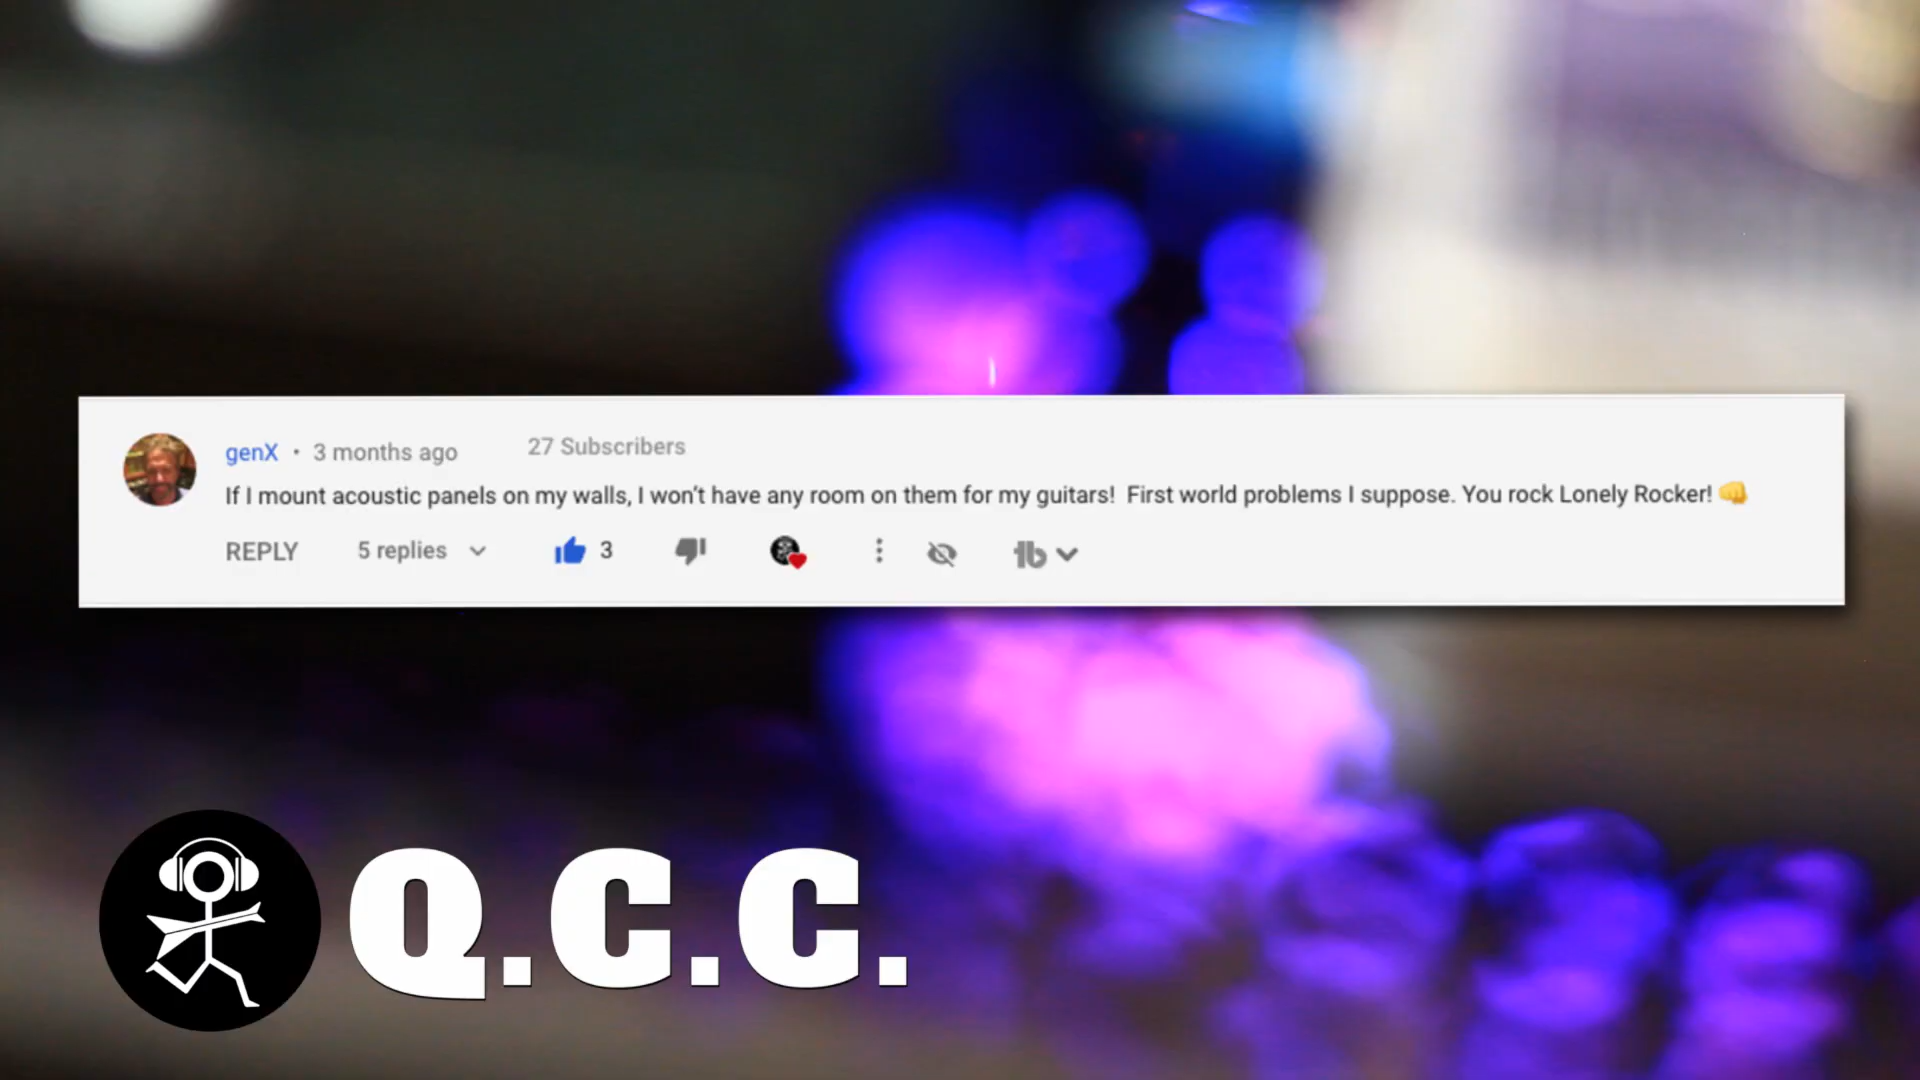 genX • 3 months ago 27 Subscribers
If I mount acoustic panels on my walls, I won't have any room on them for my guitars! First world problems I suppose. You rock Lonely Rocker! 👊
REPLY 5 replies 3
Q.C.C.